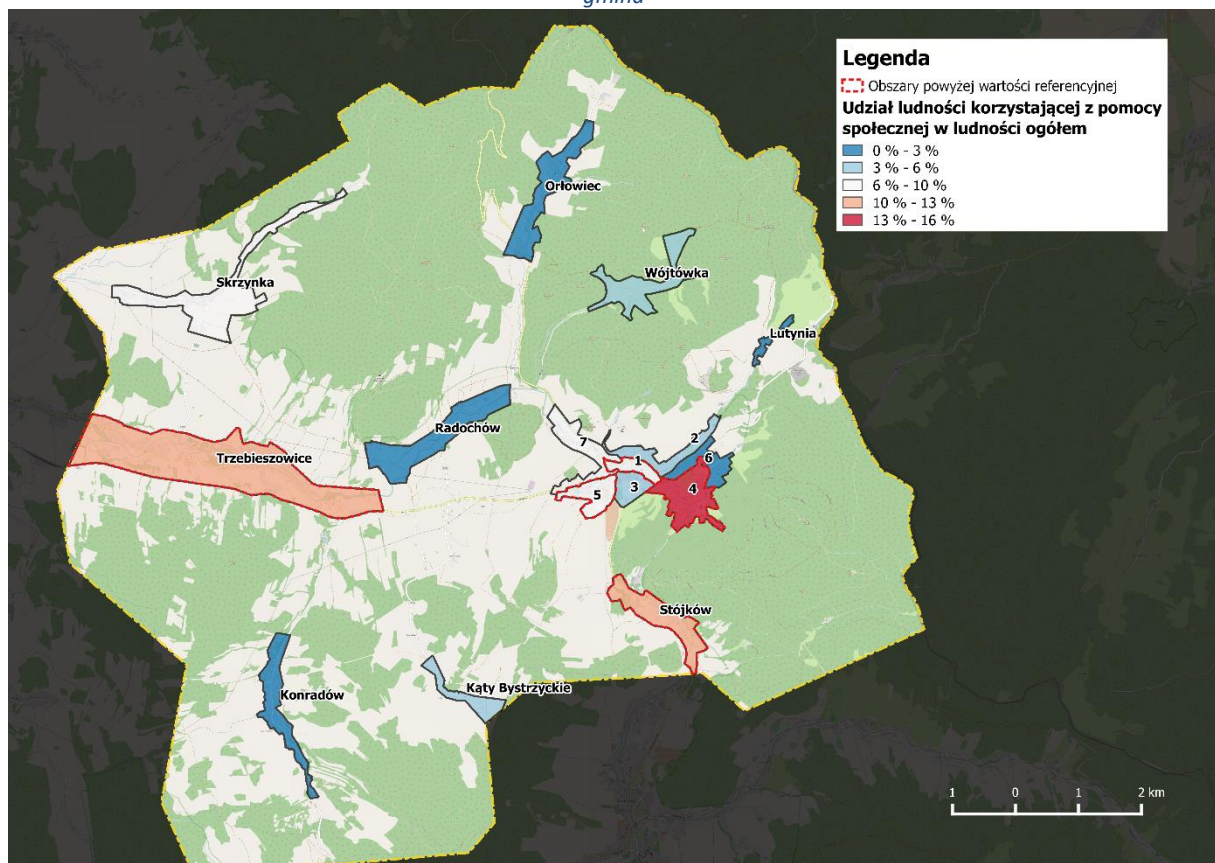 gmina
Legenda
Obszary powyżej wartości referencyjnej
Udział ludności korzystającej z pomocy
społecznej w ludności ogółem
0 % - 3 %
3 % - 6 %
6 % - 10 %
10 % - 13 %
13 % - 16 %
Orłowiec
Wójtówka
Skrzynka
Lutynia
Radochów
Trzebieszowice
7
2
1
6
5
3
4
Stójków
Konradów
Kąty Bystrzyckie
1 0 1 2 km